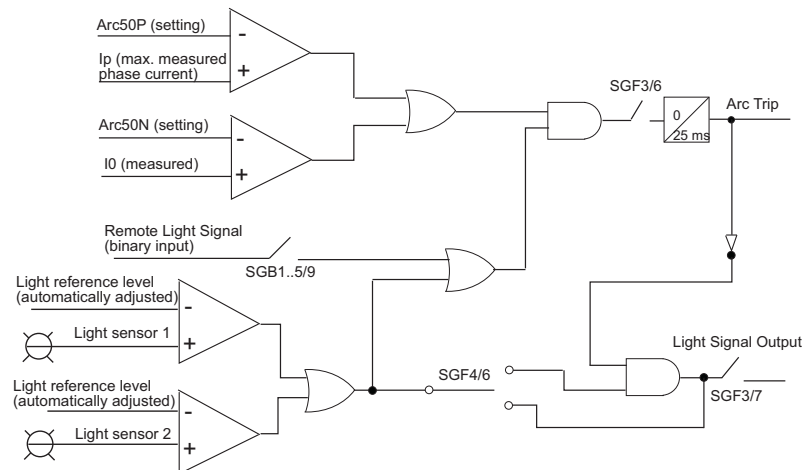 Arc50P (setting)
-
Ip (max. measured
phase current)
+
SGF3/6
0
25 ms
Arc Trip
Arc50N (setting)
-
I0 (measured)
+
Remote Light Signal
(binary input)
SGB1..5/9
Light reference level
(automatically adjusted)
-
Light sensor 1
+
Light Signal Output
SGF4/6
SGF3/7
Light reference level
(automatically adjusted)
-
Light sensor 2
+